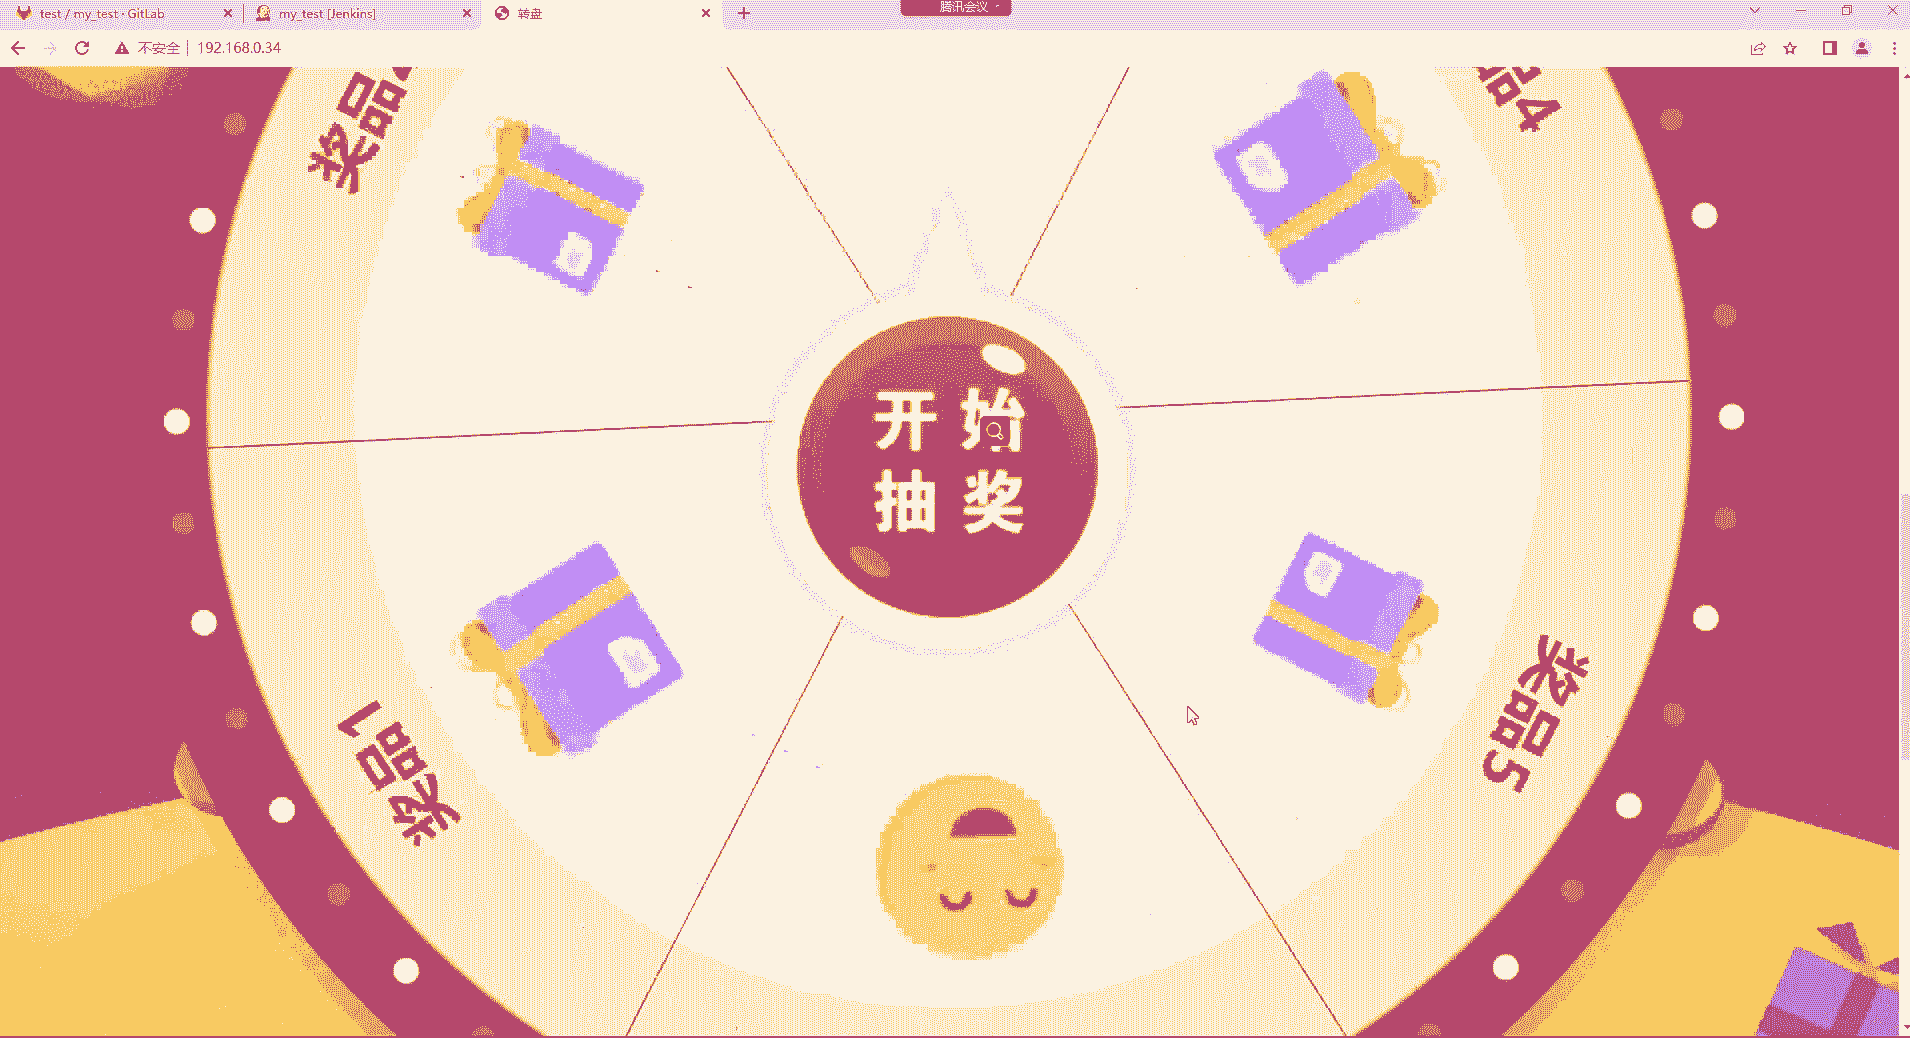 test / my_test · GitLab
my_test [Jenkins]
转盘
腾讯会议
不安全
192.168.0.34
奖品
品4
开始
抽奖
奖品1
奖品5